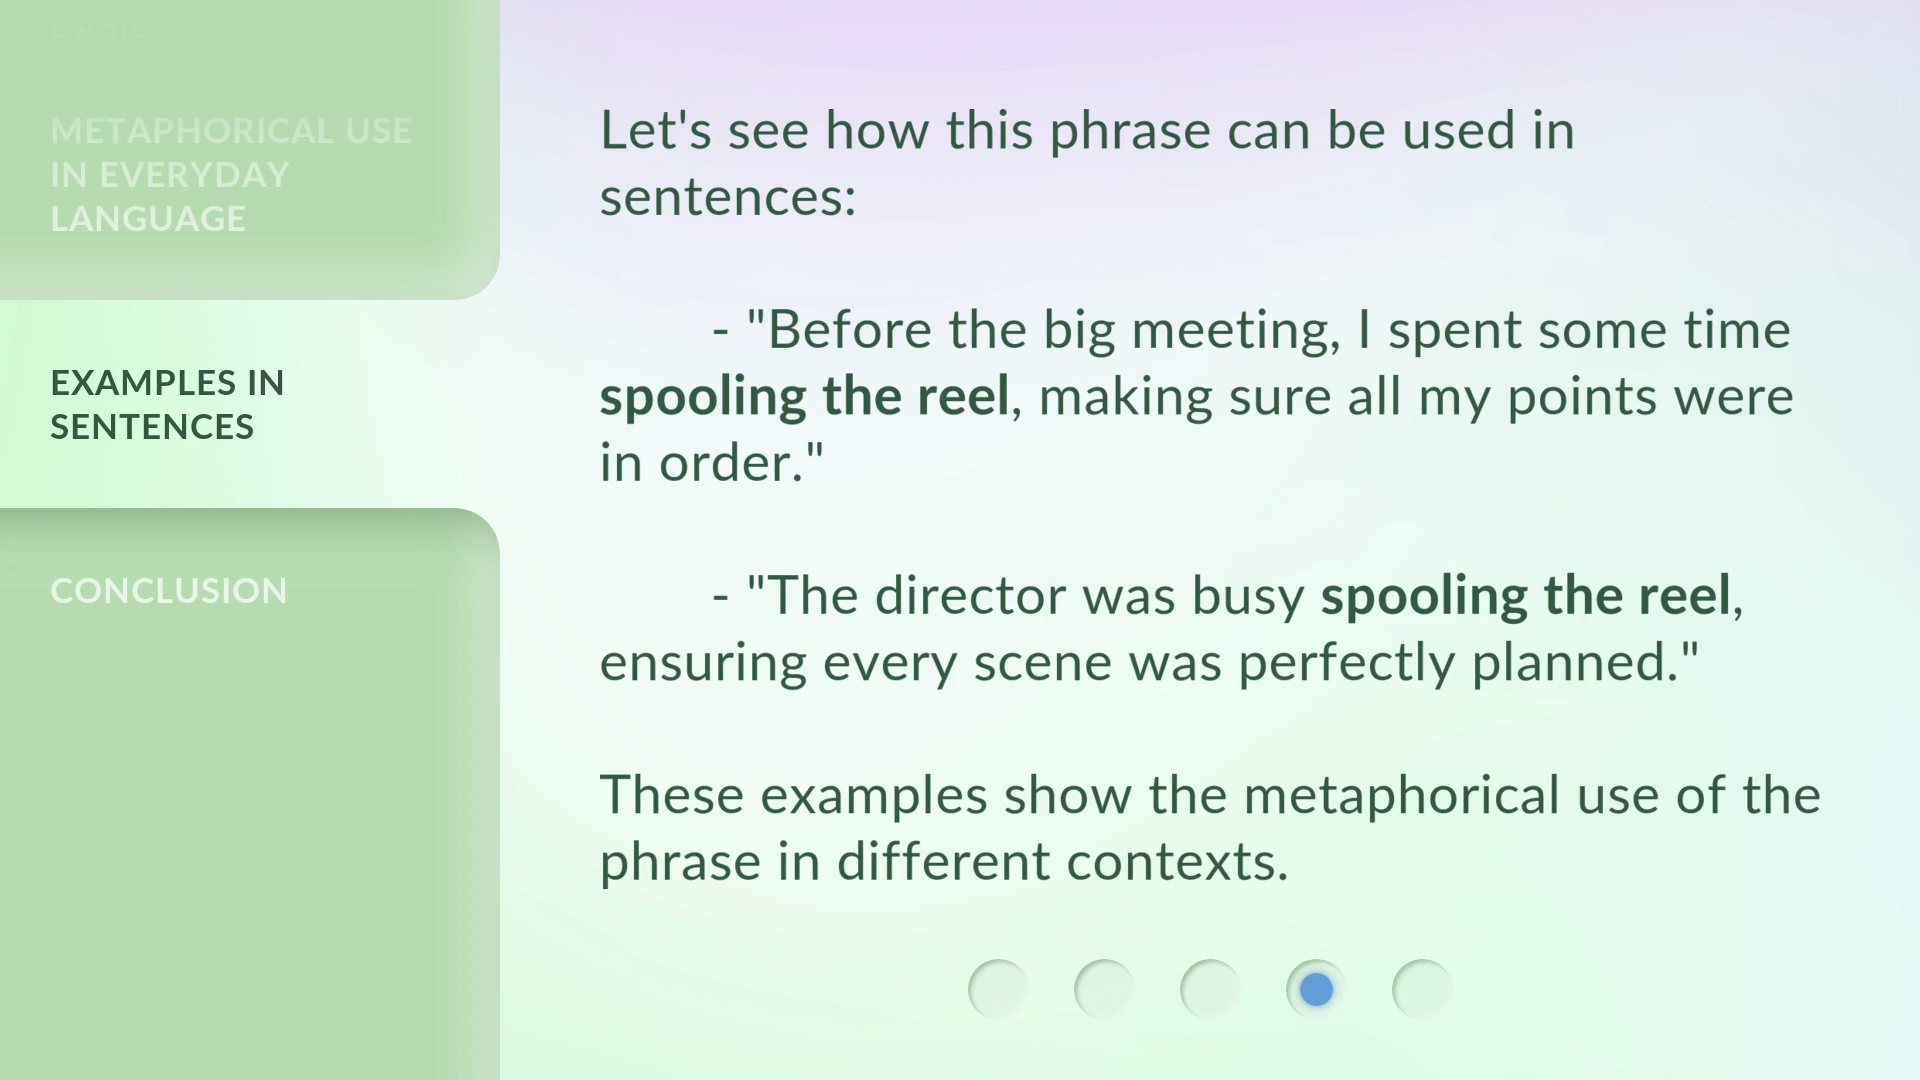 BASICS
METAPHORICAL USE
IN EVERYDAY
LANGUAGE
EXAMPLES IN
SENTENCES
CONCLUSION
Let's see how this phrase can be used in
sentences:
- "Before the big meeting, I spent some time
spooling the reel, making sure all my points were
in order."
- "The director was busy spooling the reel,
ensuring every scene was perfectly planned."
These examples show the metaphorical use of the
phrase in different contexts.